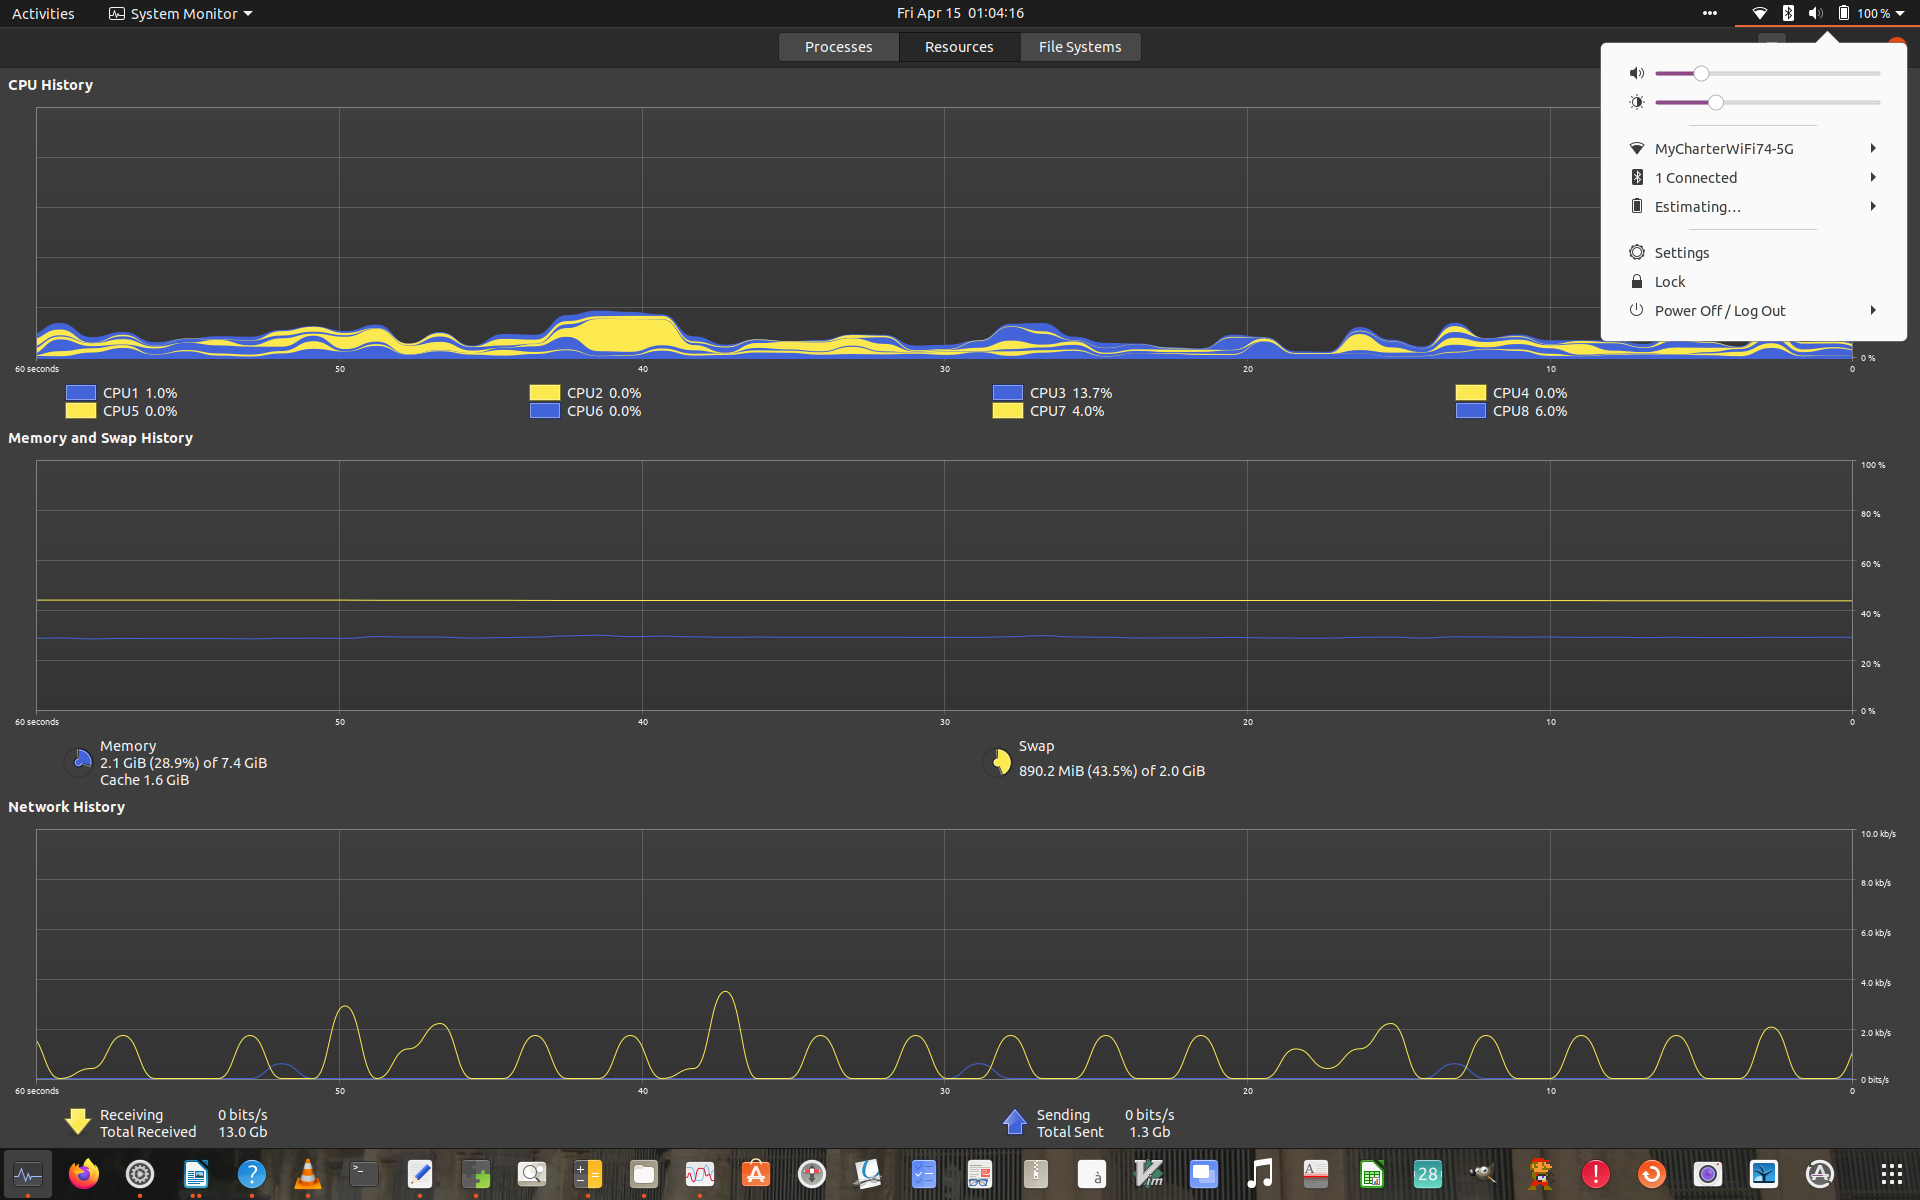 Activities System Monitor Fri Apr 15 01:04:16 100 %
Processes Resources File Systems
CPU History
MyCharterWiFi74-5G
1 Connected
Estimating…
Settings
Lock
Power Off / Log Out
0 %
60 seconds 50 40 30 20 10 0
CPU1 1.0% CPU2 0.0% CPU3 13.7% CPU4 0.0%
CPU5 0.0% CPU6 0.0% CPU7 4.0% CPU8 6.0%
Memory and Swap History
100 %
80 %
60 %
40 %
20 %
0 %
60 seconds 50 40 30 20 10 0
Memory
2.1 GiB (28.9%) of 7.4 GiB
Cache 1.6 GiB
Swap
890.2 MiB (43.5%) of 2.0 GiB
Network History
10.0 kb/s
8.0 kb/s
6.0 kb/s
4.0 kb/s
2.0 kb/s
0 bits/s
60 seconds 50 40 30 20 10 0
Receiving 0 bits/s
Total Received 13.0 Gb
Sending 0 bits/s
Total Sent 1.3 Gb
>_ ? A à Vim A 28 !